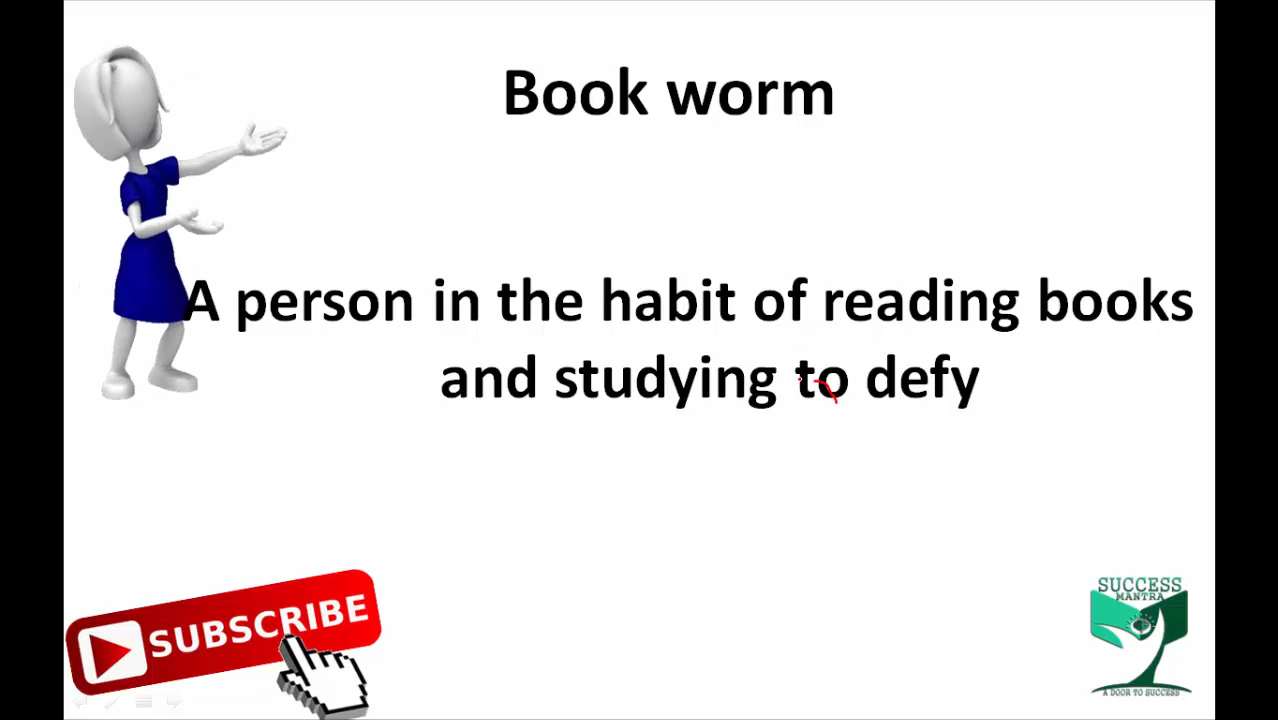 Book worm
A person in the habit of reading books
and studying to defy
SUBSCRIBE
SUCCESS
MANTRA
A DOOR TO SUCCESS